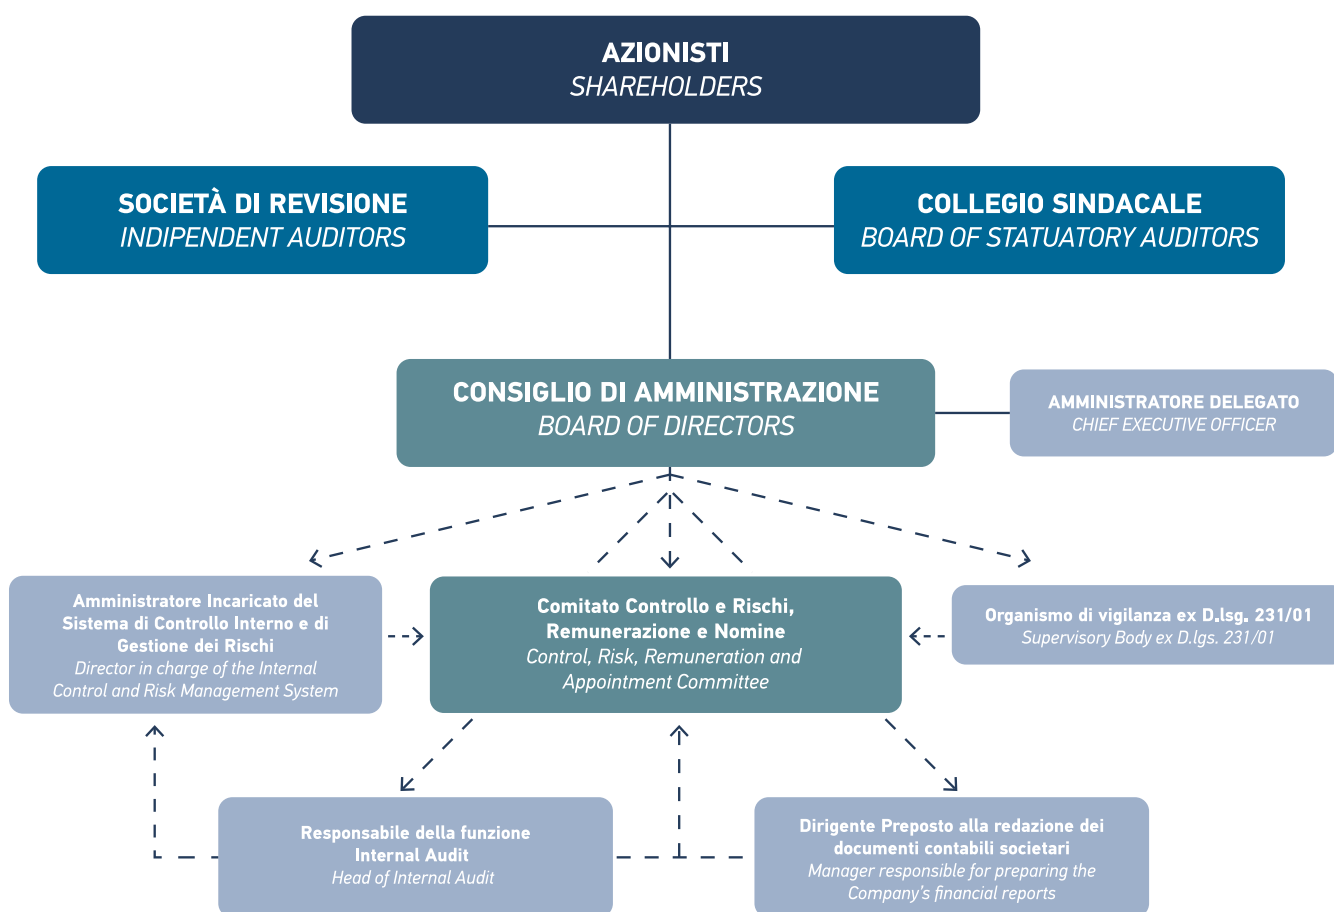 AZIONISTI
SHAREHOLDERS
SOCIETÀ DI REVISIONE
INDIPENDENT AUDITORS
COLLEGIO SINDACALE
BOARD OF STATUATORY AUDITORS
CONSIGLIO DI AMMINISTRAZIONE
BOARD OF DIRECTORS
AMMINISTRATORE DELEGATO
CHIEF EXECUTIVE OFFICER
Amministratore Incaricato del
Sistema di Controllo Interno e di
Gestione dei Rischi
Director in charge of the Internal
Control and Risk Management System
Comitato Controllo e Rischi,
Remunerazione e Nomine
Control, Risk, Remuneration and
Appointment Committee
Organismo di vigilanza ex D.lsg. 231/01
Supervisory Body ex D.lgs. 231/01
Responsabile della funzione
Internal Audit
Head of Internal Audit
Dirigente Preposto alla redazione dei
documenti contabili societari
Manager responsible for preparing the
Company's financial reports